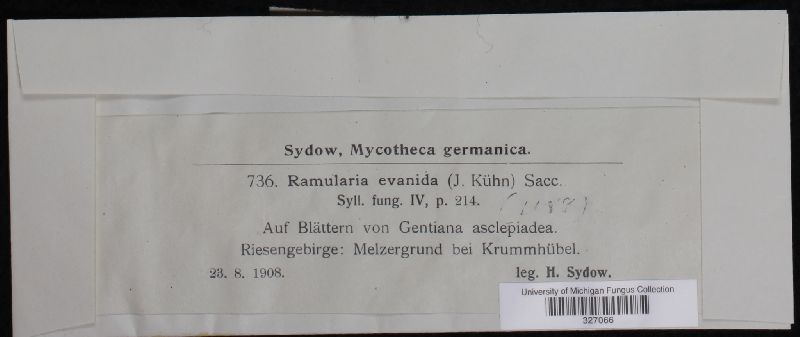 Sydow, Mycotheca germanica.
736. Ramularia evanida (J. Kühn) Sacc.
Syll. fung. IV, p. 214.
Auf Blättern von Gentiana asclepiadea.
Riesengebirge: Melzergrund bei Krummhübel.
23. 8. 1908. leg. H. Sydow.
University of Michigan Fungus Collection
327066